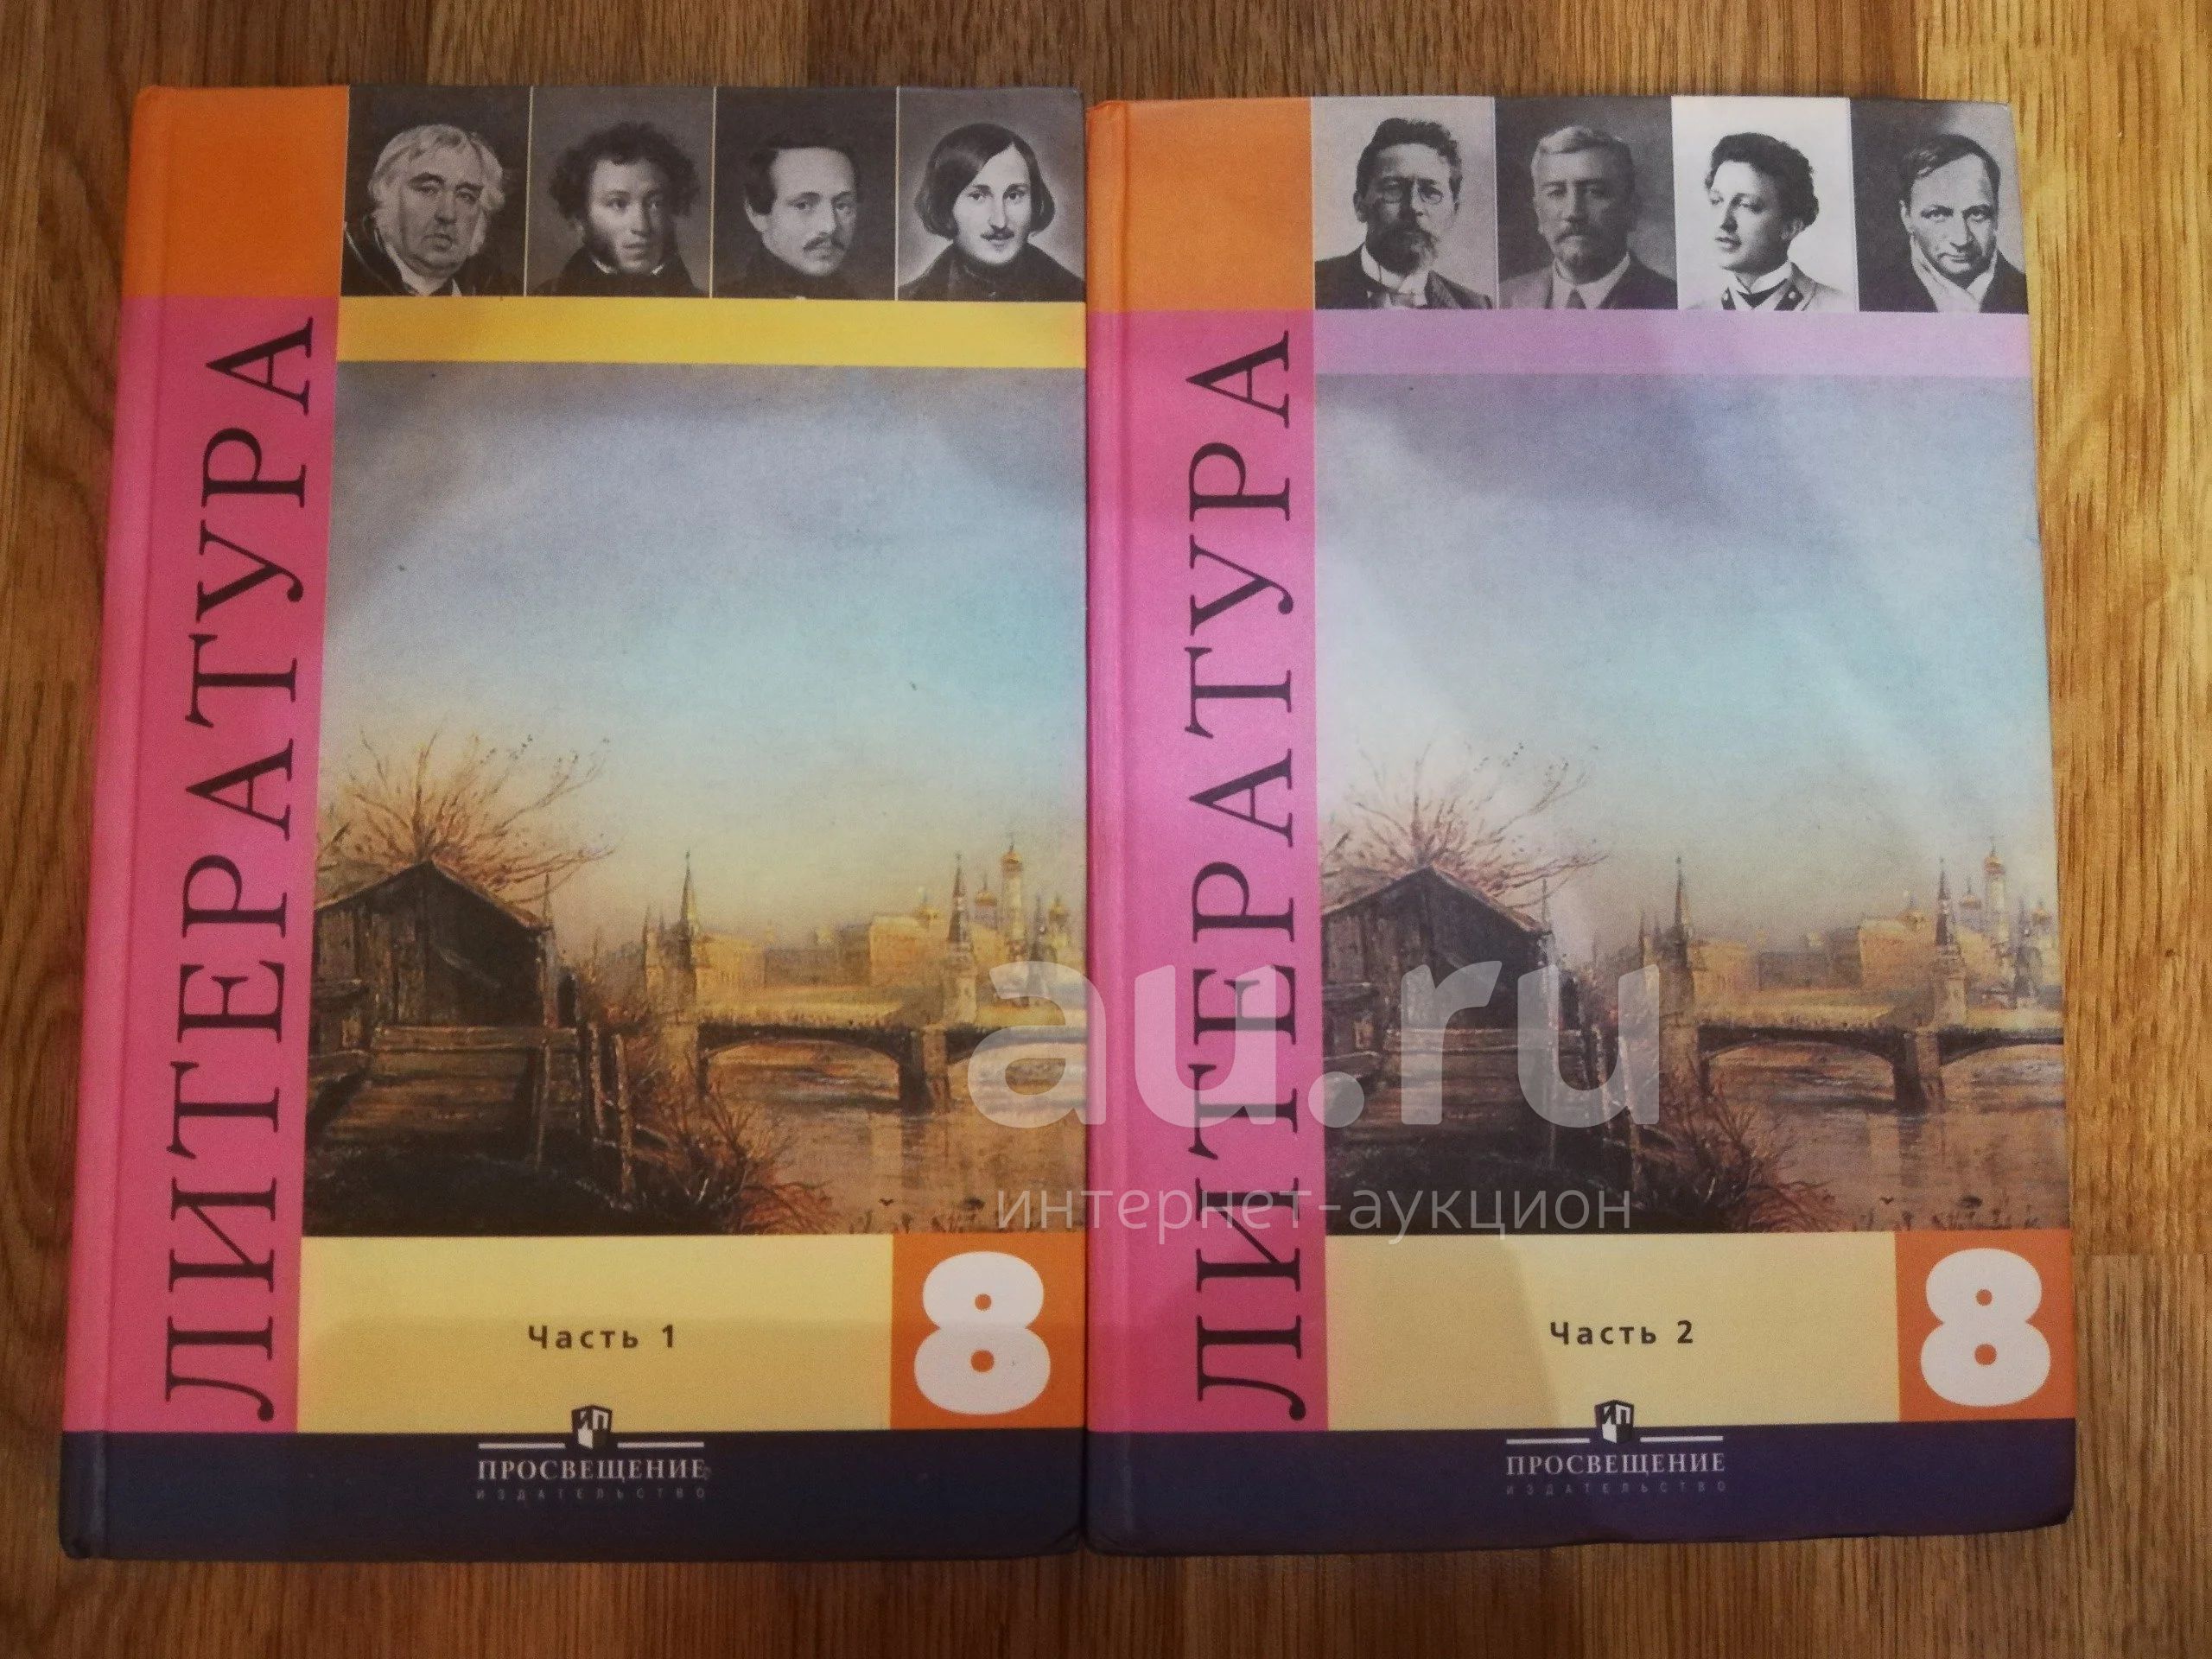 ЛИТЕРАТУРА
Часть 1
8
ПРОСВЕЩЕНИЕ
ИЗДАТЕЛЬСТВО
ЛИТЕРАТУРА
Часть 2
8
ПРОСВЕЩЕНИЕ
ИЗДАТЕЛЬСТВО
au.ru
интернет-аукцион